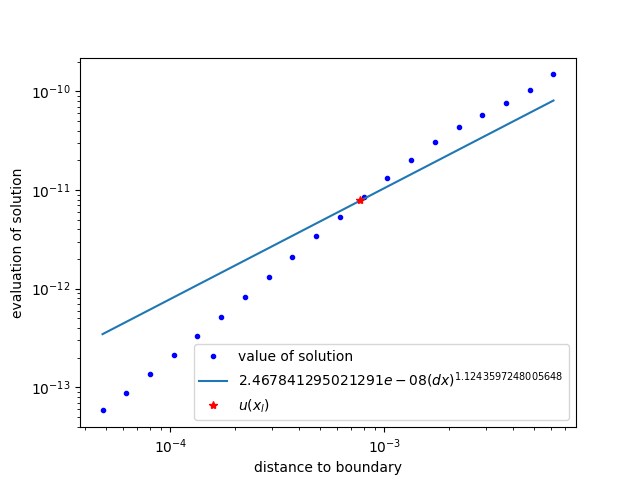 evaluation of solution
10⁻¹⁰
10⁻¹¹
10⁻¹²
10⁻¹³
value of solution
2.467841295021291e − 08(dx)^1.1243597248005648
u(x_l)
10⁻⁴ 10⁻³
distance to boundary